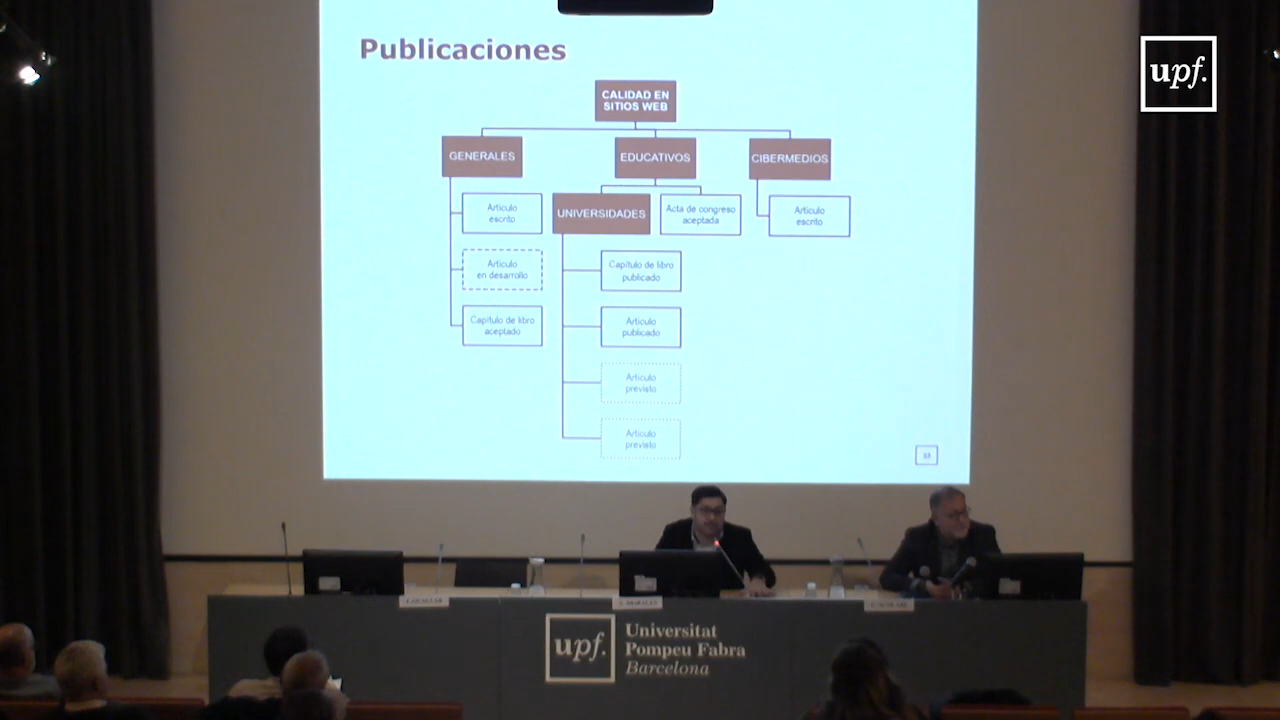 Publicaciones
upf.
CALIDAD EN
SITIOS WEB
GENERALES
EDUCATIVOS
CIBERMEDIOS
Artículo
escrito
UNIVERSIDADES
Acta de congreso
aceptada
Artículo
escrito
Artículo
en desarrollo
Capítulo de libro
publicado
Capítulo de libro
aceptado
Artículo
publicado
Artículo
previsto
Artículo
previsto
upf.
Universitat
Pompeu Fabra
Barcelona